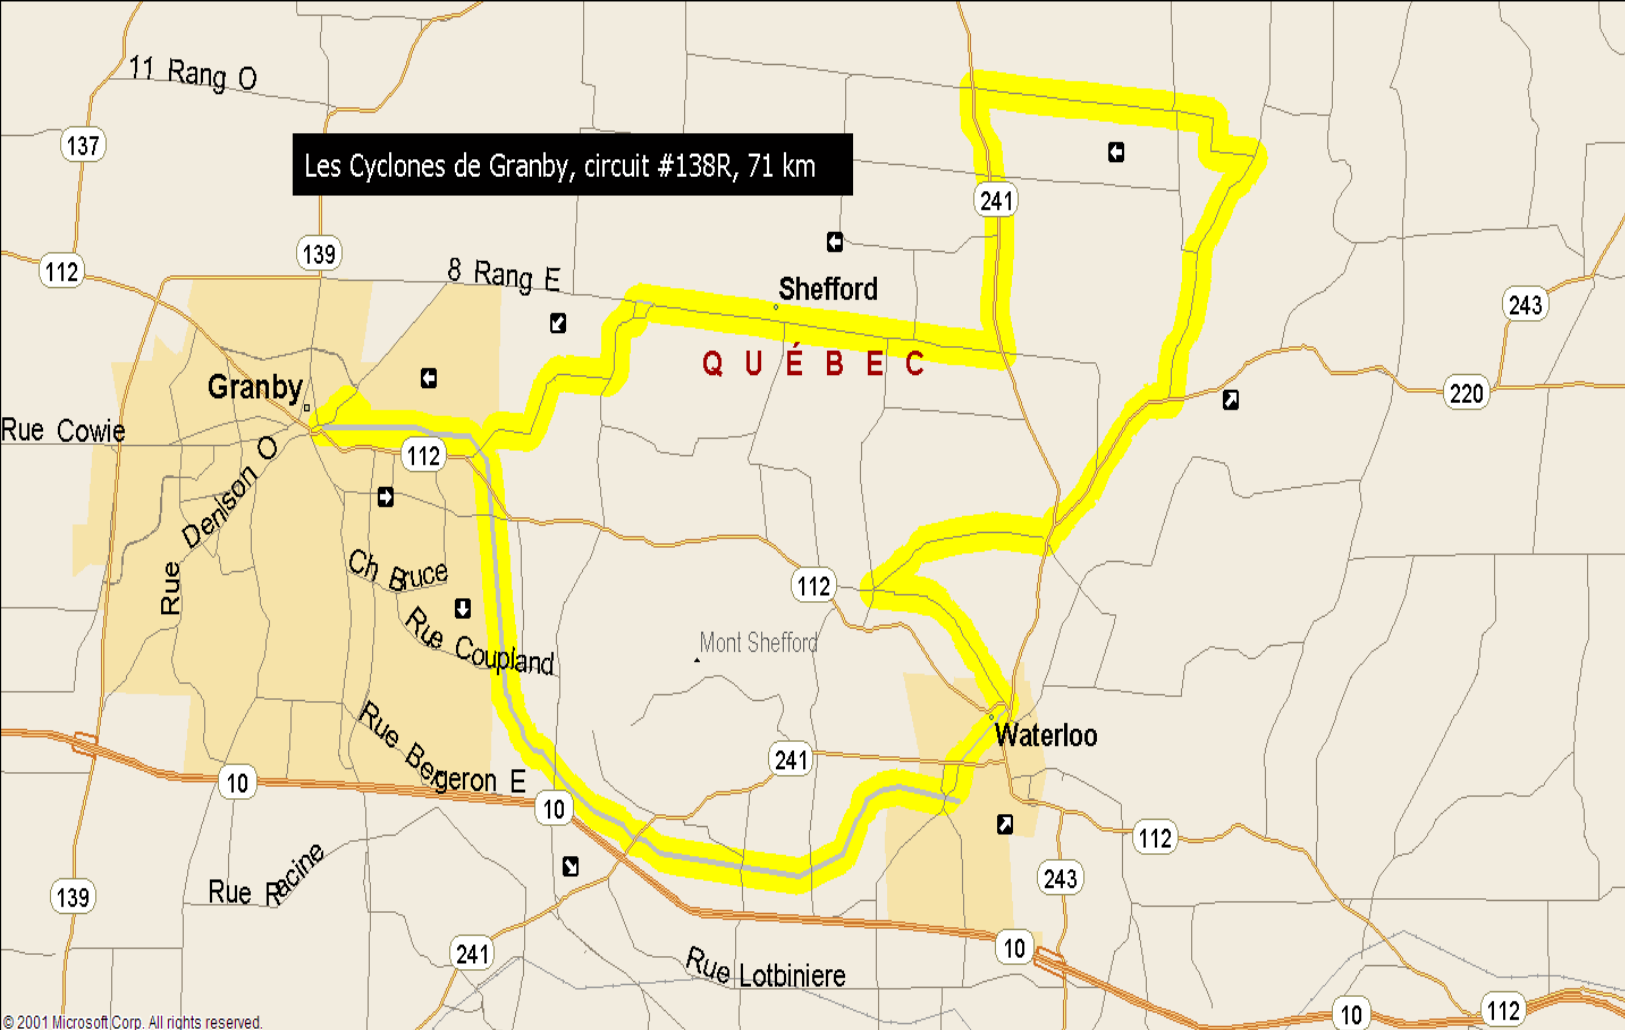 11 Rang O
137
Les Cyclones de Granby, circuit #138R, 71 km
241
139
112
8 Rang E
Shefford
243
QUÉBEC
Granby
220
Rue Cowie
112
Rue Denison O
Ch Bruce
112
Rue Coupland
Mont Shefford
Rue Bergeron E
Waterloo
241
10
10
112
Rue Racine
139
243
241
10
Rue Lotbiniere
10
112
© 2001 Microsoft Corp. All rights reserved.